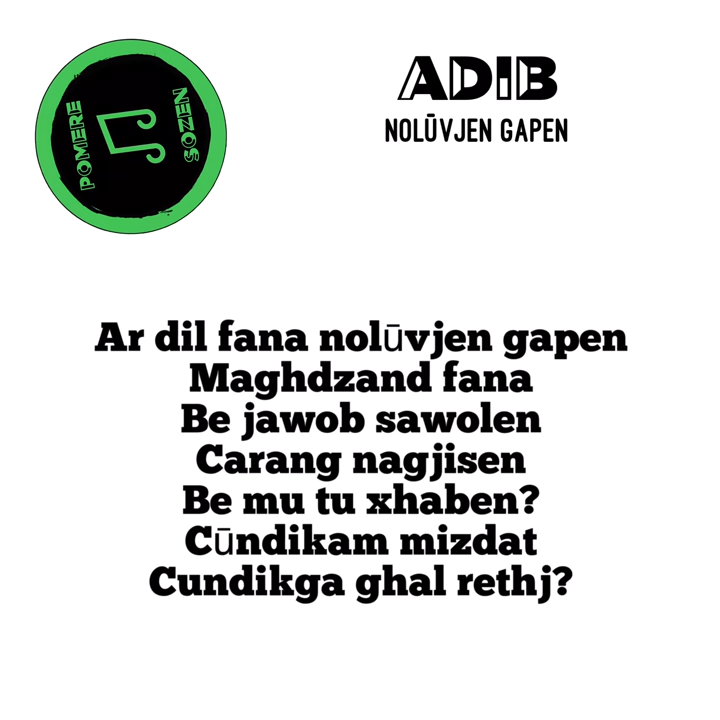 POMERE
SOZEN
ADIB
NOLŪVJEN GAPEN
Ar dil fana nolūvjen gapen
Maghdzand fana
Be jawob sawolen
Carang nagjisen
Be mu tu xhaben?
Cūndikam mizdat
Cundikga ghal rethj?